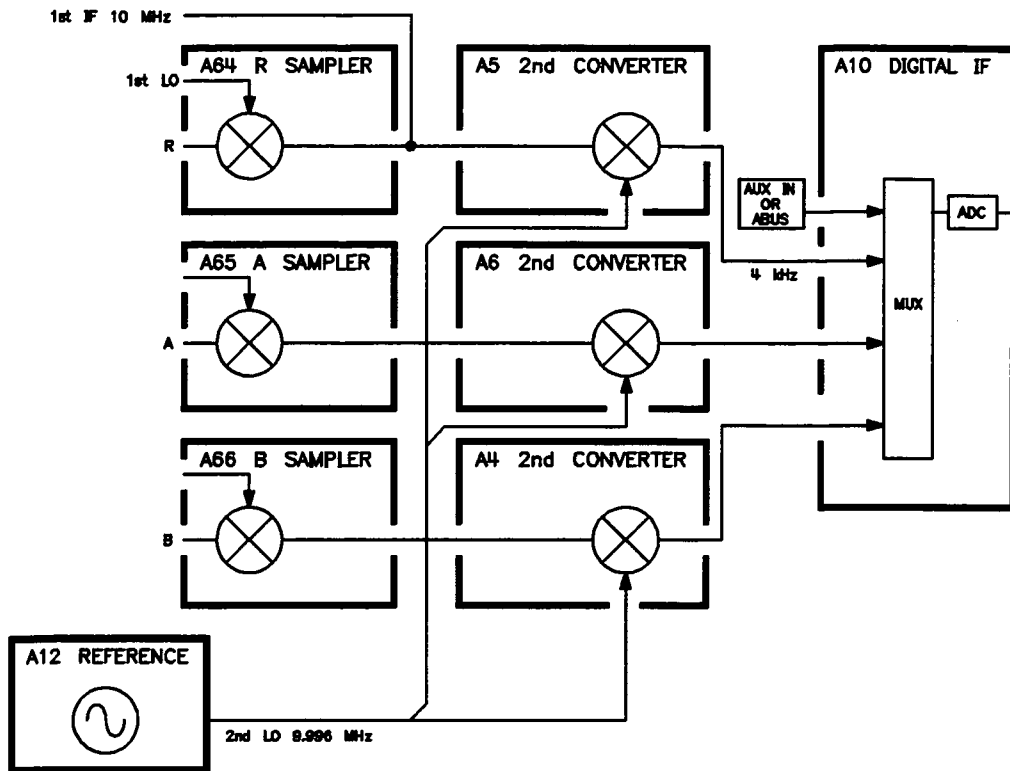 1st IF 10 MHz
A64 R SAMPLER
A5 2nd CONVERTER
A10 DIGITAL IF
1st LO
R
AUX IN
OR
ABUS
ADC
A65 A SAMPLER
A6 2nd CONVERTER
4 kHz
MUX
A
A66 B SAMPLER
A4 2nd CONVERTER
B
A12 REFERENCE
2nd LO 9.996 MHz